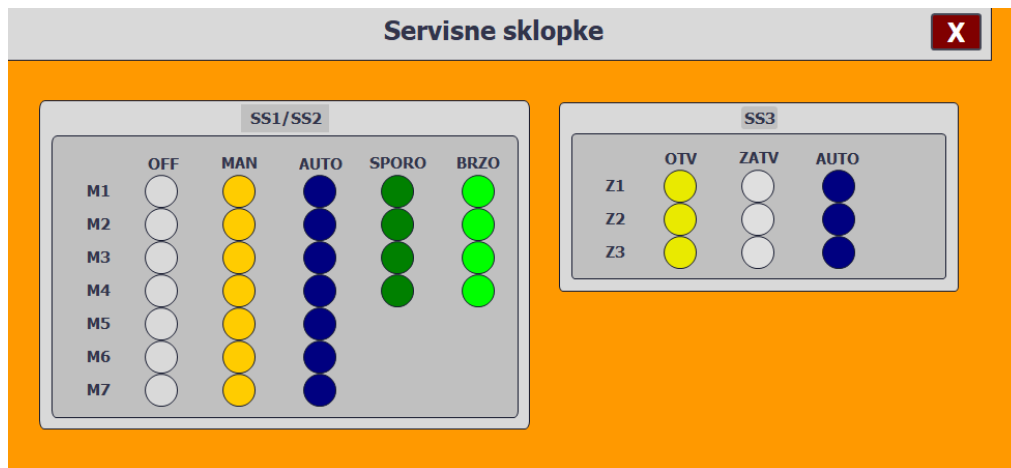 Servisne sklopke
X
SS1/SS2
OFF MAN AUTO SPORO BRZO
M1
M2
M3
M4
M5
M6
M7
SS3
OTV ZATV AUTO
Z1
Z2
Z3